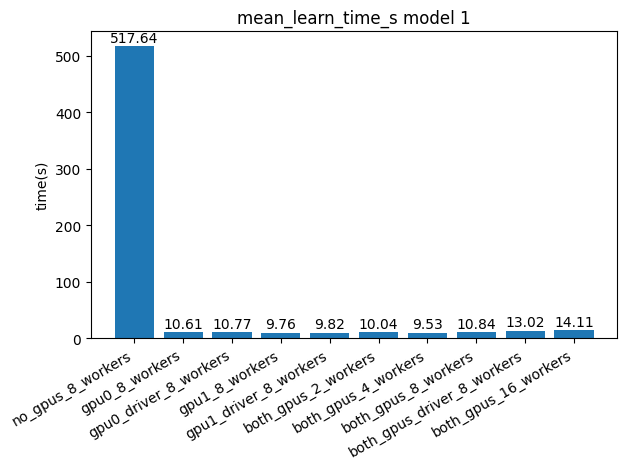 mean_learn_time_s model 1
time(s)
500
400
300
200
100
0
517.64
10.61
10.77
9.76
9.82
10.04
9.53
10.84
13.02
14.11
no_gpus_8_workers
gpu0_8_workers
gpu0_driver_8_workers
gpu1_8_workers
gpu1_driver_8_workers
both_gpus_2_workers
both_gpus_4_workers
both_gpus_8_workers
both_gpus_driver_8_workers
both_gpus_16_workers